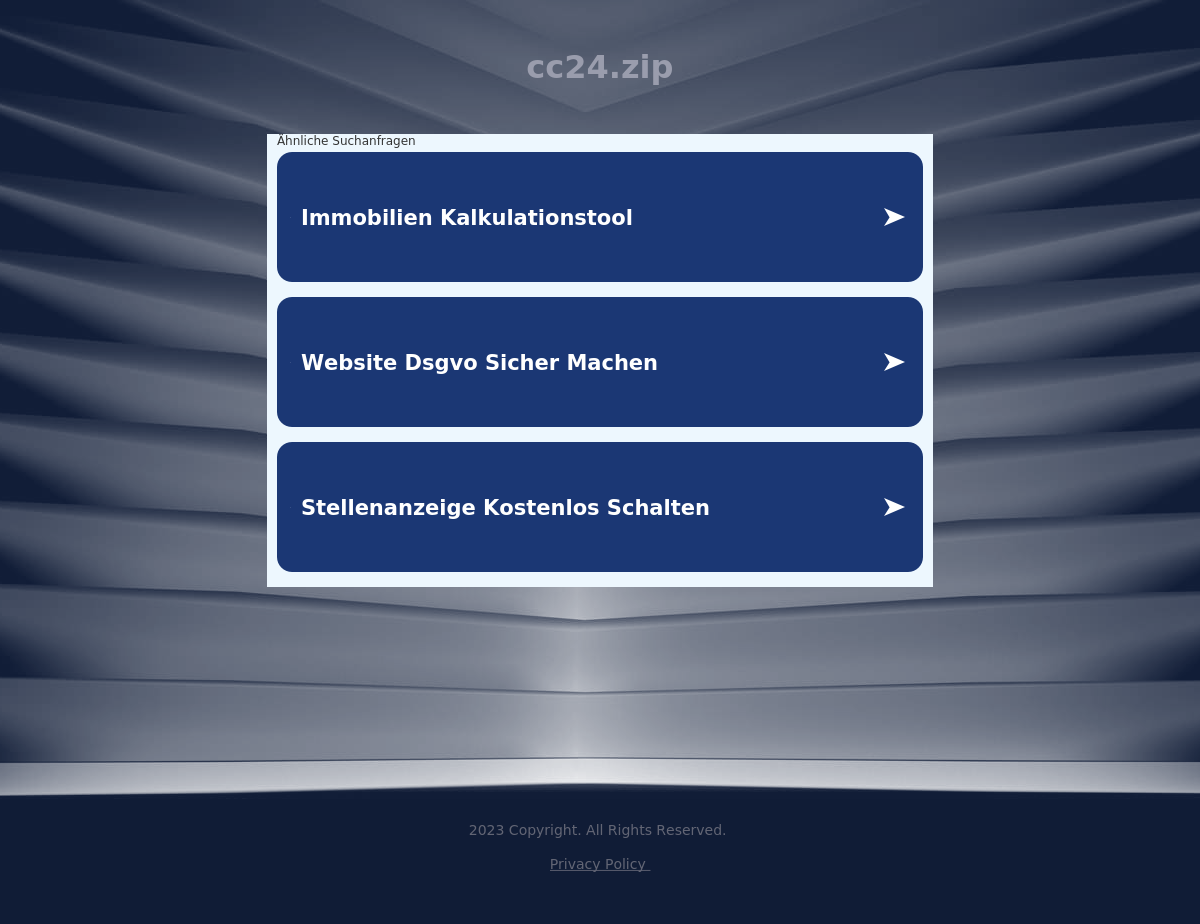 cc24.zip
Ähnliche Suchanfragen
Immobilien Kalkulationstool
Website Dsgvo Sicher Machen
Stellenanzeige Kostenlos Schalten
2023 Copyright. All Rights Reserved.
Privacy Policy